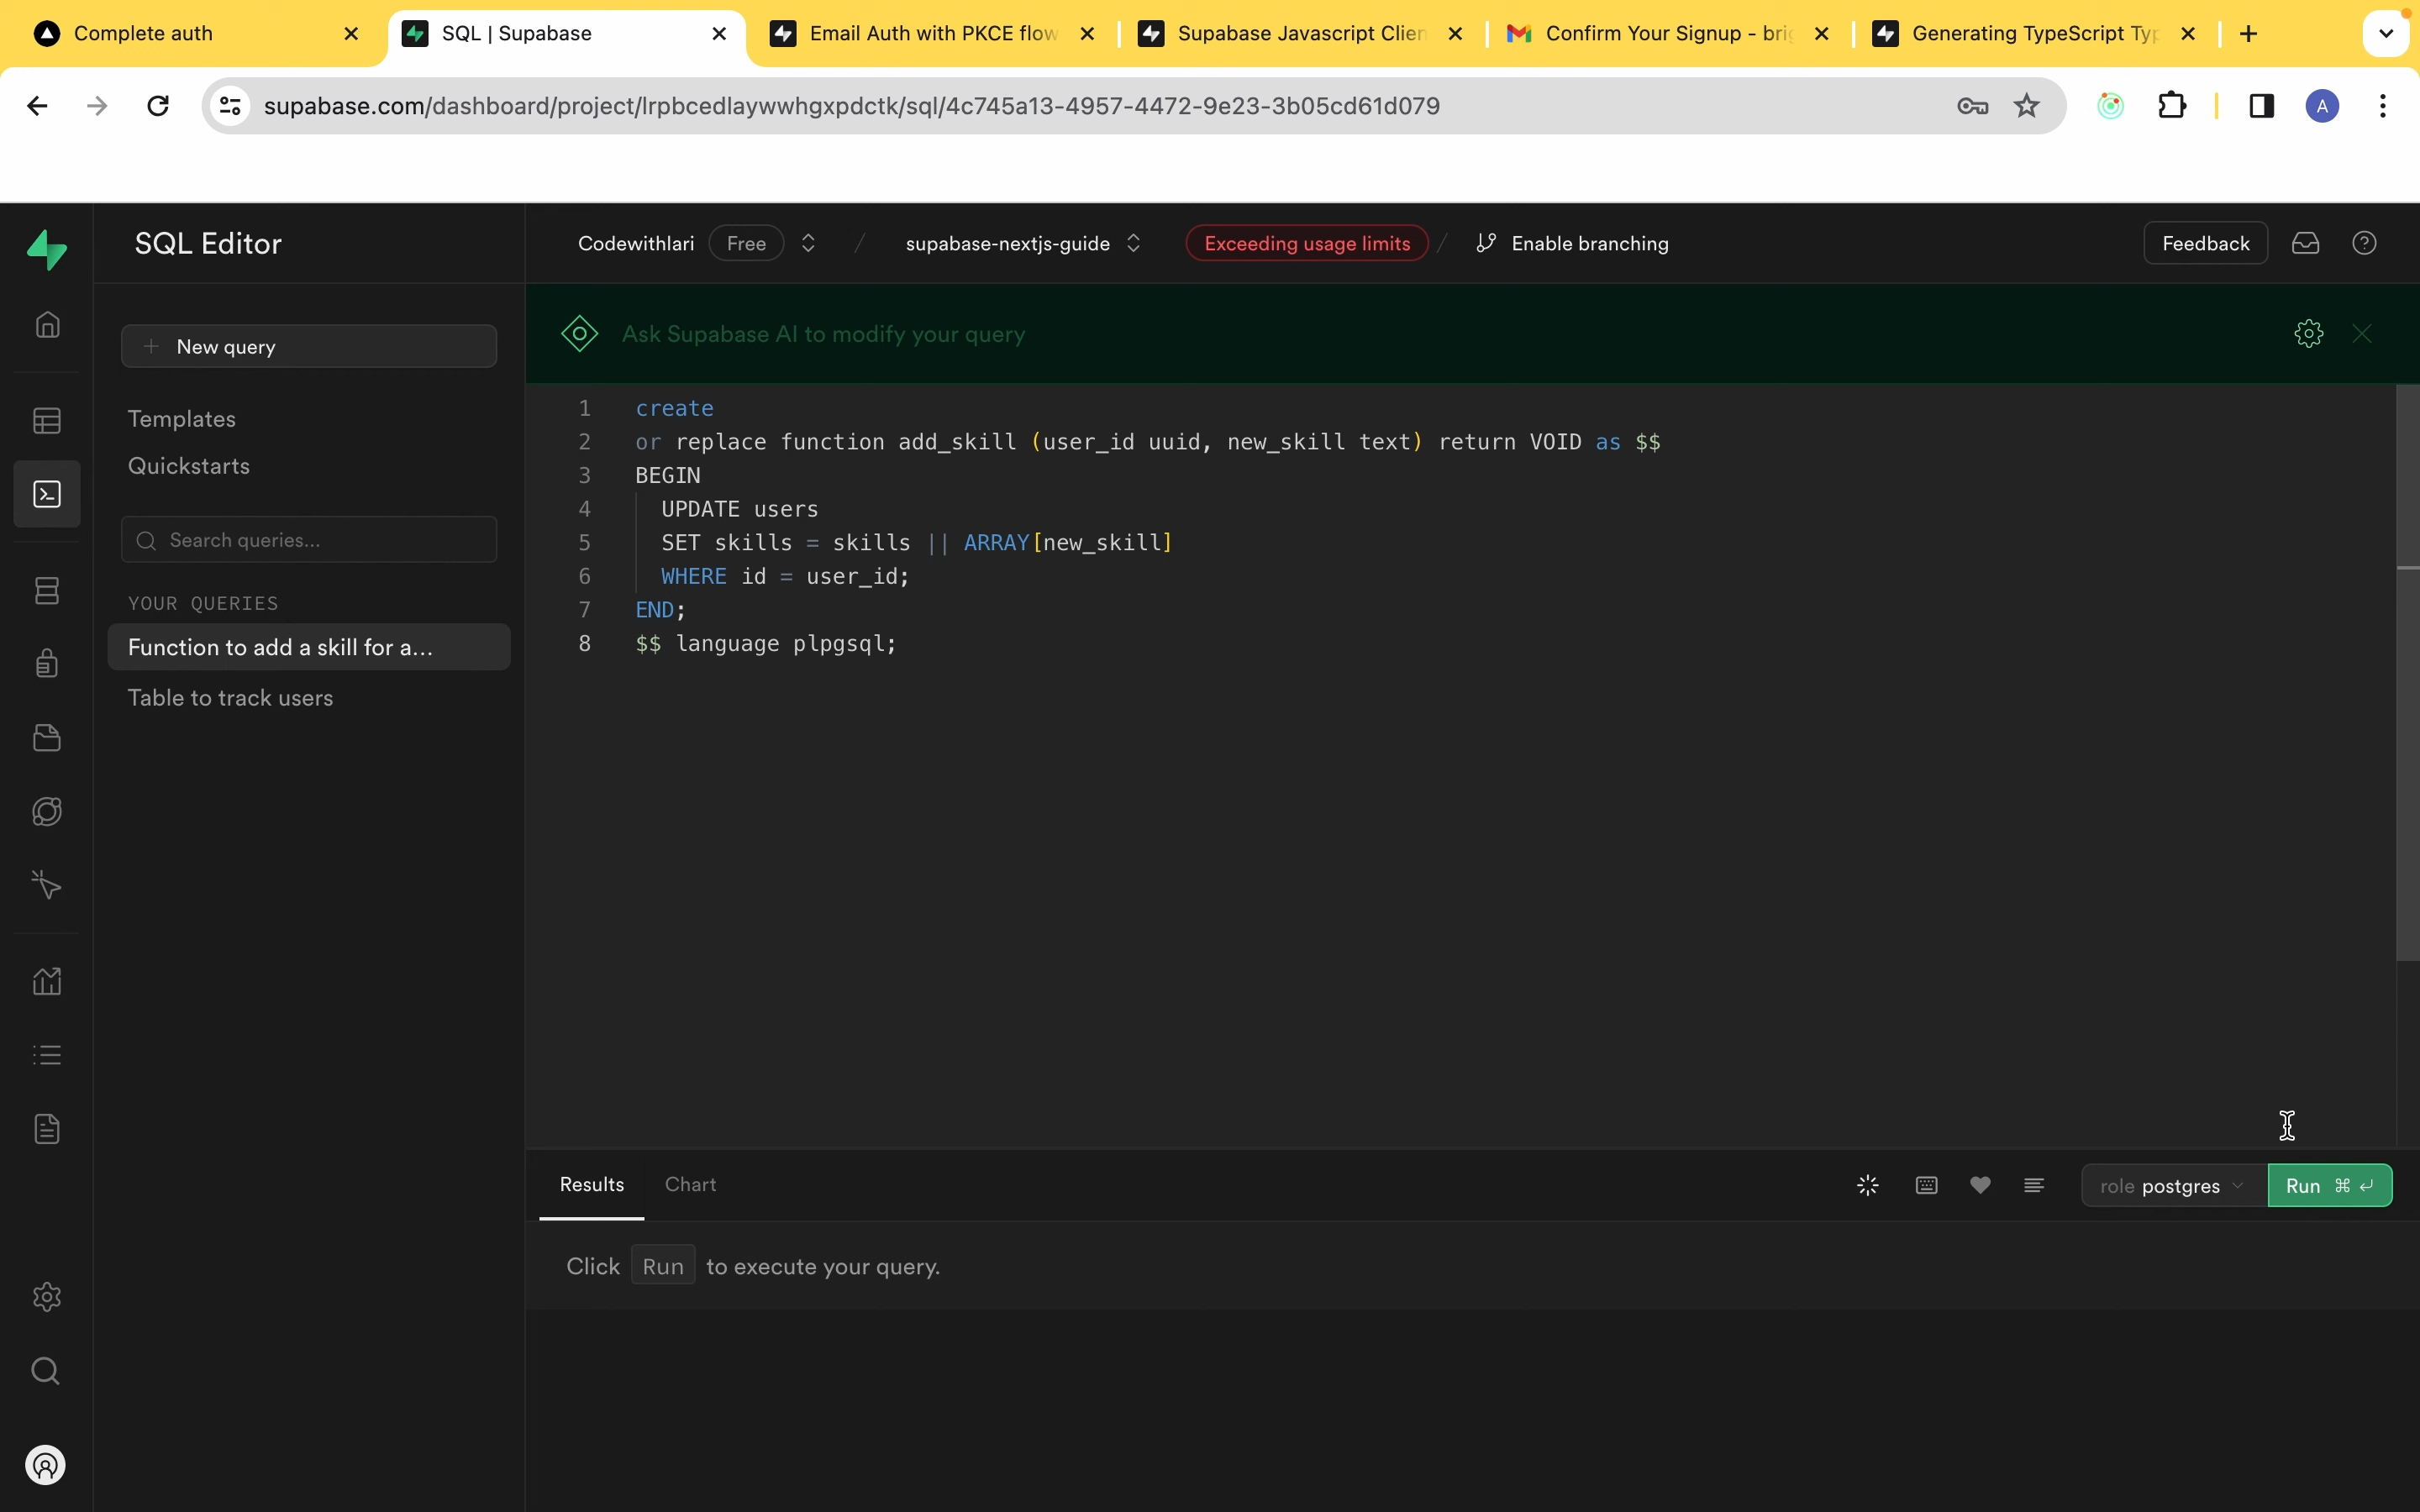 Complete auth
SQL | Supabase
Email Auth with PKCE flow
Supabase Javascript Clien
Confirm Your Signup - bri
Generating TypeScript Typ
supabase.com/dashboard/project/lrpbcedlaywwhgxpdctk/sql/4c745a13-4957-4472-9e23-3b05cd61d079
A
SQL Editor
Codewithlari Free / supabase-nextjs-guide Exceeding usage limits / Enable branching
Feedback
New query
Templates
Quickstarts
Search queries...
YOUR QUERIES
Function to add a skill for a...
Table to track users
Ask Supabase AI to modify your query
1 create
2 or replace function add_skill (user_id uuid, new_skill text) return VOID as $$
3 BEGIN
4 UPDATE users
5 SET skills = skills || ARRAY[new_skill]
6 WHERE id = user_id;
7 END;
8 $$ language plpgsql;
Results Chart
role postgres Run ⌘ ↵
Click Run to execute your query.